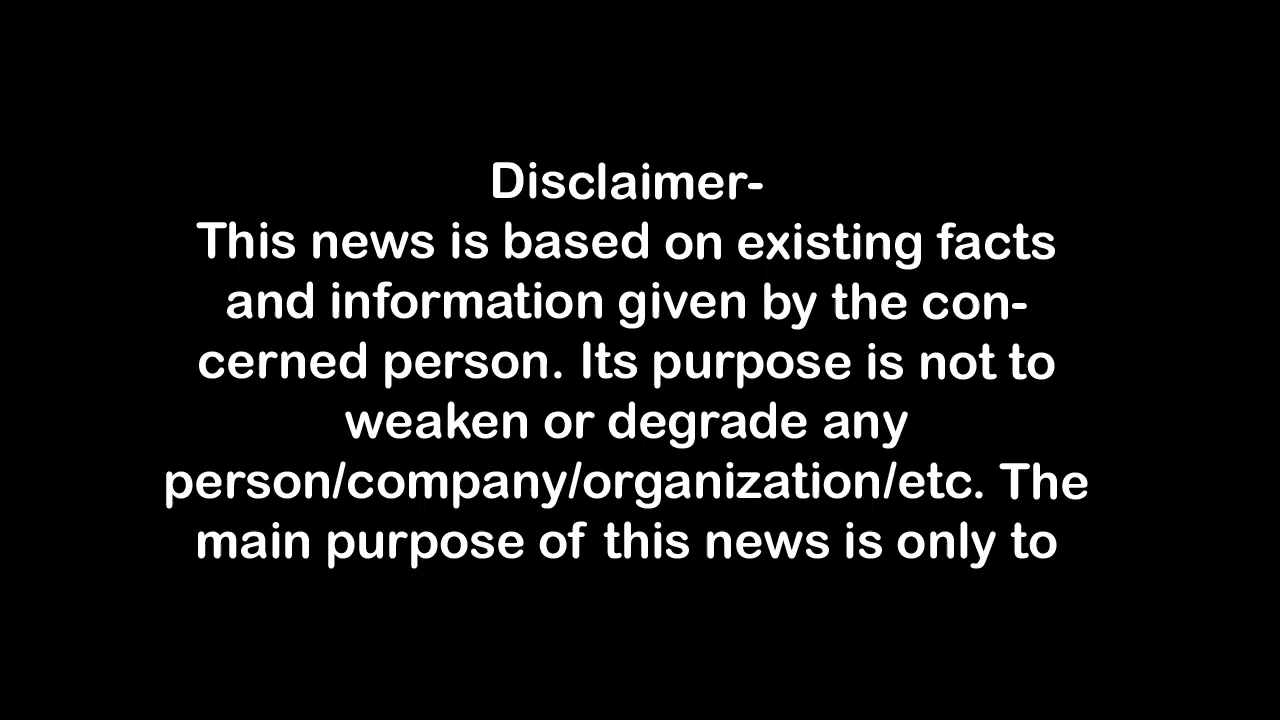 Disclaimer-
This news is based on existing facts
and information given by the con-
cerned person. Its purpose is not to
weaken or degrade any
person/company/organization/etc. The
main purpose of this news is only to